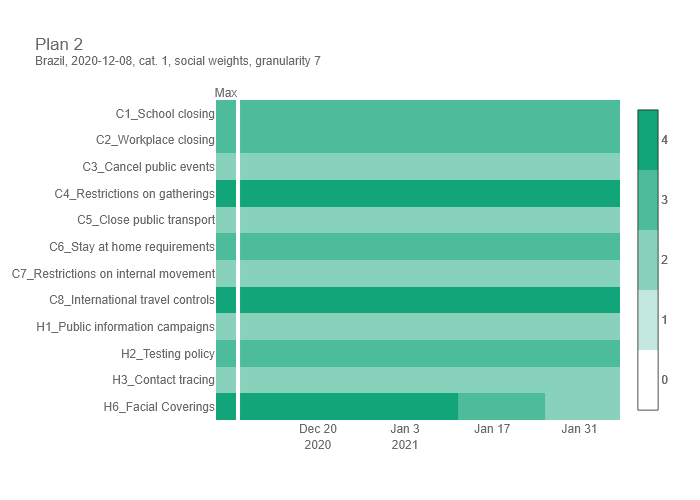 Plan 2
Brazil, 2020-12-08, cat. 1, social weights, granularity 7
Max
C1_School closing
C2_Workplace closing
C3_Cancel public events
C4_Restrictions on gatherings
C5_Close public transport
C6_Stay at home requirements
C7_Restrictions on internal movement
C8_International travel controls
H1_Public information campaigns
H2_Testing policy
H3_Contact tracing
H6_Facial Coverings
Dec 20 Jan 3 Jan 17 Jan 31
2020 2021
4
3
2
1
0